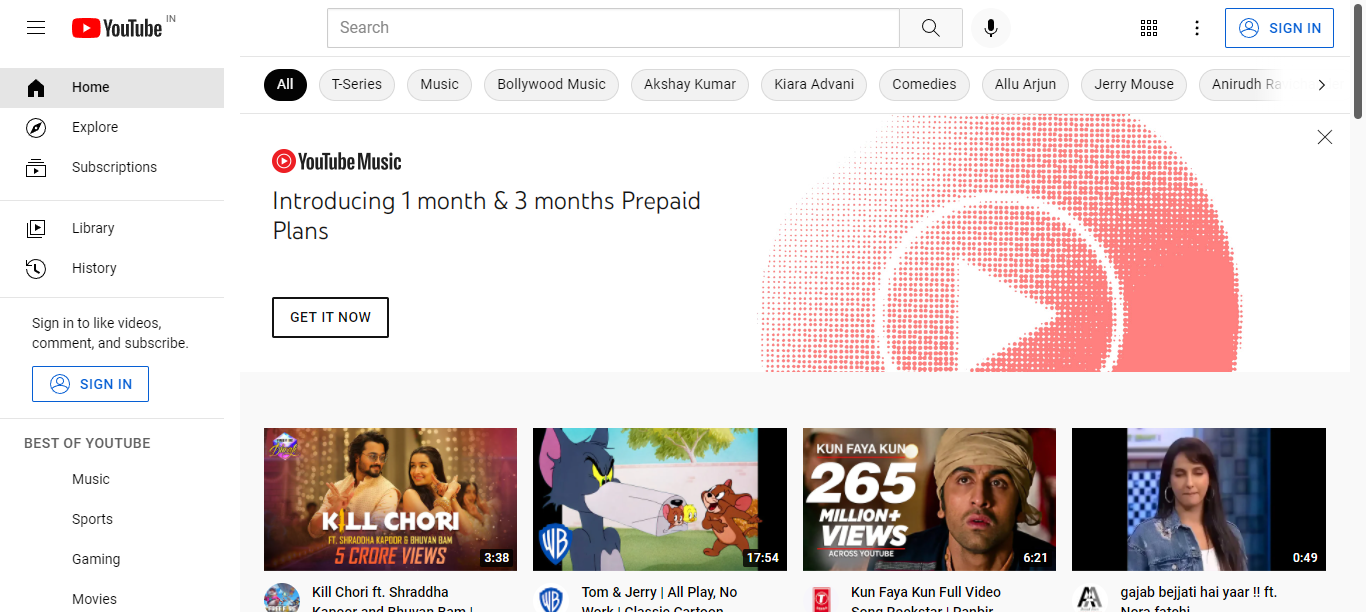 YouTube IN
Search
SIGN IN
Home
Explore
Subscriptions
Library
History
Sign in to like videos,
comment, and subscribe.
SIGN IN
BEST OF YOUTUBE
Music
Sports
Gaming
Movies
All
T-Series
Music
Bollywood Music
Akshay Kumar
Kiara Advani
Comedies
Allu Arjun
Jerry Mouse
Anirudh
YouTube Music
Introducing 1 month & 3 months Prepaid
Plans
GET IT NOW
KILL CHORI
FT. SHRADDHA KAPOOR & BHUVAN BAM
5 CRORE VIEWS
3:38
Kill Chori ft. Shraddha
Kapoor and Bhuvan Bam |
WB
17:54
WB
Tom & Jerry | All Play, No
Work | Classic Cartoon
KUN FAYA KUN
265
MILLION+
VIEWS
ACROSS YOUTUBE
6:21
Kun Faya Kun Full Video
Song Rockstar | Ranbir
0:49
gajab bejjati hai yaar !! ft.
Nora fatehi